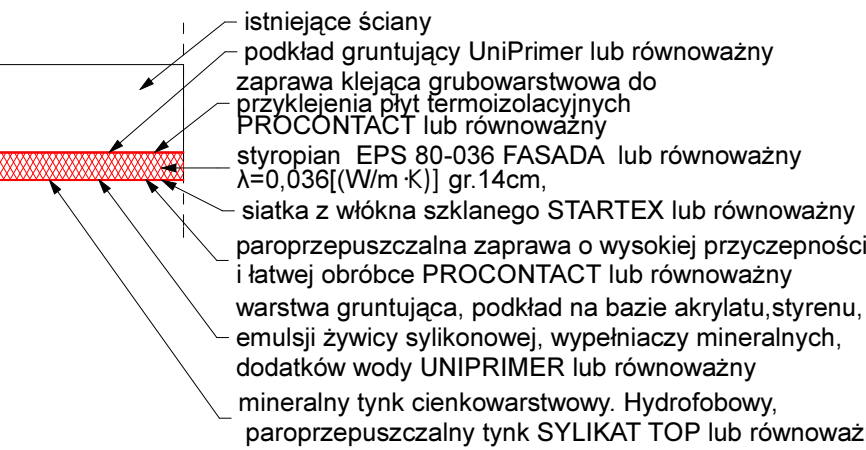 istniejące ściany
podkład gruntujący UniPrimer lub równoważny
zaprawa klejąca grubowarstwowa do
przyklejenia płyt termoizolacyjnych
PROCONTACT lub równoważny
styropian EPS 80-036 FASADA lub równoważny
λ=0,036[(W/m·K)] gr.14cm,
siatka z włókna szklanego STARTEX lub równoważny
paroprzepuszczalna zaprawa o wysokiej przyczepności
i łatwej obróbce PROCONTACT lub równoważny
warstwa gruntująca, podkład na bazie akrylatu,styrenu,
emulsji żywicy sylikonowej, wypełniaczy mineralnych,
dodatków wody UNIPRIMER lub równoważny
mineralny tynk cienkowarstwowy. Hydrofobowy,
paroprzepuszczalny tynk SYLIKAT TOP lub równoważ